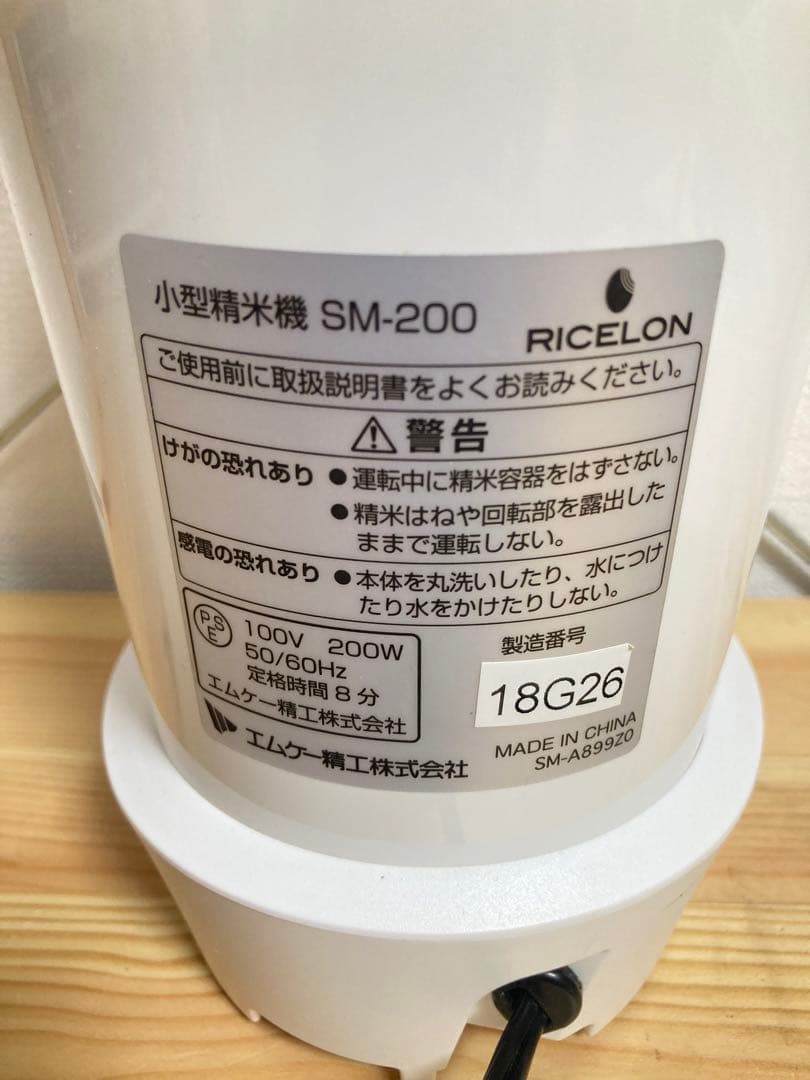 小型精米機 SM-200
RICELON
ご使用前に取扱説明書をよくお読みください。
警告
けがの恐れあり
●運転中に精米容器をはずさない。
●精米はねや回転部を露出した
ままで運転しない。
感電の恐れあり
●本体を丸洗いしたり、水につけ
たり水をかけたりしない。
PSE
100V 200W
50/60Hz
定格時間 8 分
エムケー精工株式会社
エムケー精工株式会社
製造番号
18G26
MADE IN CHINA
SM-A899Z0